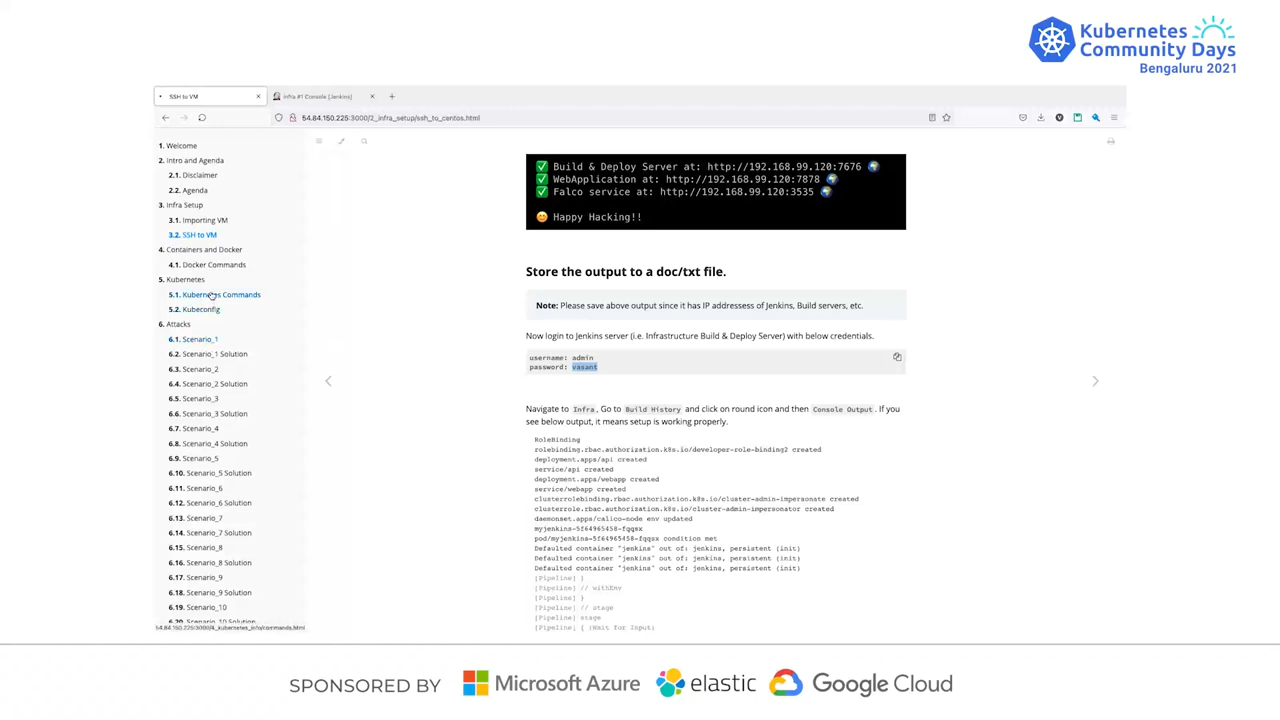 Kubernetes
Community Days
Bengaluru 2021
SSH to VM
infra #1 Console [Jenkins]
54.84.150.225:3000/2_infra_setup/ssh_to_centos.html
1. Welcome
2. Intro and Agenda
2.1. Disclaimer
2.2. Agenda
3. Infra Setup
3.1. Importing VM
3.2. SSH to VM
4. Containers and Docker
4.1. Docker Commands
5. Kubernetes
5.1. Kubernetes Commands
5.2. Kubeconfig
6. Attacks
6.1. Scenario_1
6.2. Scenario_1 Solution
6.3. Scenario_2
6.4. Scenario_2 Solution
6.5. Scenario_3
6.6. Scenario_3 Solution
6.7. Scenario_4
6.8. Scenario_4 Solution
6.9. Scenario_5
6.10. Scenario_5 Solution
6.11. Scenario_6
6.12. Scenario_6 Solution
6.13. Scenario_7
6.14. Scenario_7 Solution
6.15. Scenario_8
6.16. Scenario_8 Solution
6.17. Scenario_9
6.18. Scenario_9 Solution
6.19. Scenario_10
6.20. Scenario_10 Solution
54.84.150.225:3000/4_kubernetes_info/commands.html
Build & Deploy Server at: http://192.168.99.120:7676
WebApplication at: http://192.168.99.120:7878
Falco service at: http://192.168.99.120:3535
Happy Hacking!!
Store the output to a doc/txt file.
Note: Please save above output since it has IP addressess of Jenkins, Build servers, etc.
Now login to Jenkins server (i.e. Infrastructure Build & Deploy Server) with below credentials.
username: admin
password: vasant
Navigate to Infra, Go to Build History and click on round icon and then Console Output. If you
see below output, it means setup is working properly.
RoleBinding
rolebinding.rbac.authorization.k8s.io/developer-role-binding2 created
deployment.apps/api created
service/api created
deployment.apps/webapp created
service/webapp created
clusterrolebinding.rbac.authorization.k8s.io/cluster-admin-impersonate created
clusterrole.rbac.authorization.k8s.io/cluster-admin-impersonator created
daemonset.apps/calico-node env updated
myjenkins-5f64965458-fqqsx
pod/myjenkins-5f64965458-fqqsx condition met
Defaulted container "jenkins" out of: jenkins, persistent (init)
Defaulted container "jenkins" out of: jenkins, persistent (init)
Defaulted container "jenkins" out of: jenkins, persistent (init)
[Pipeline] }
[Pipeline] // withEnv
[Pipeline] }
[Pipeline] // stage
[Pipeline] stage
[Pipeline] { (Wait for Input)
SPONSORED BY
Microsoft Azure
elastic
Google Cloud